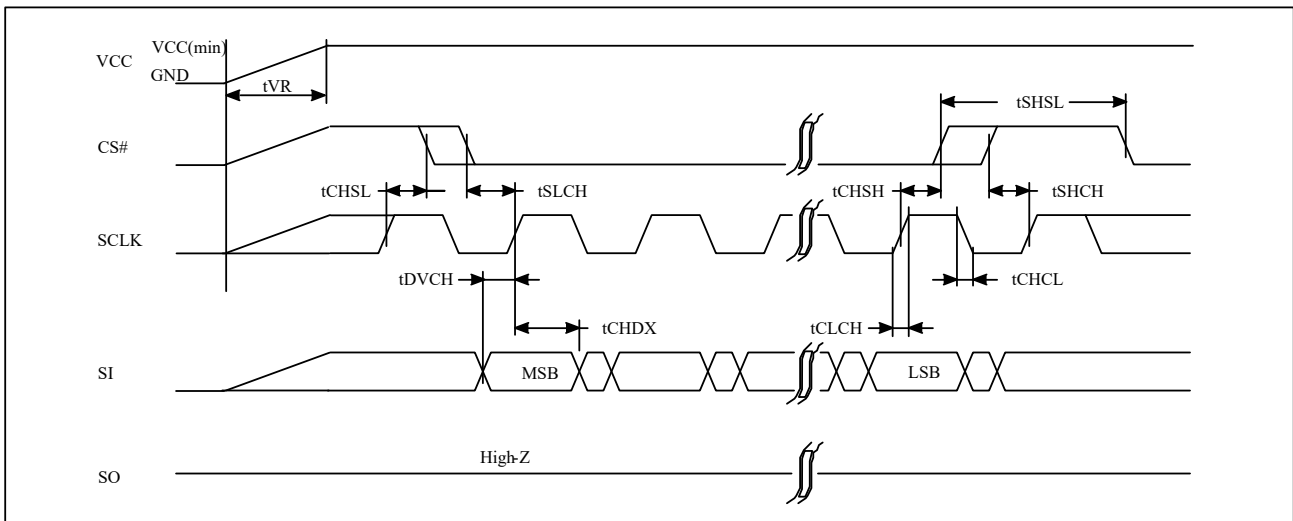 VCC
VCC(min)
GND
tVR
tSHSL
CS#
tCHSL
tSLCH
tCHSH
tSHCH
SCLK
tDVCH
tCHCL
tCHDX
tCLCH
SI
MSB
LSB
High-Z
SO